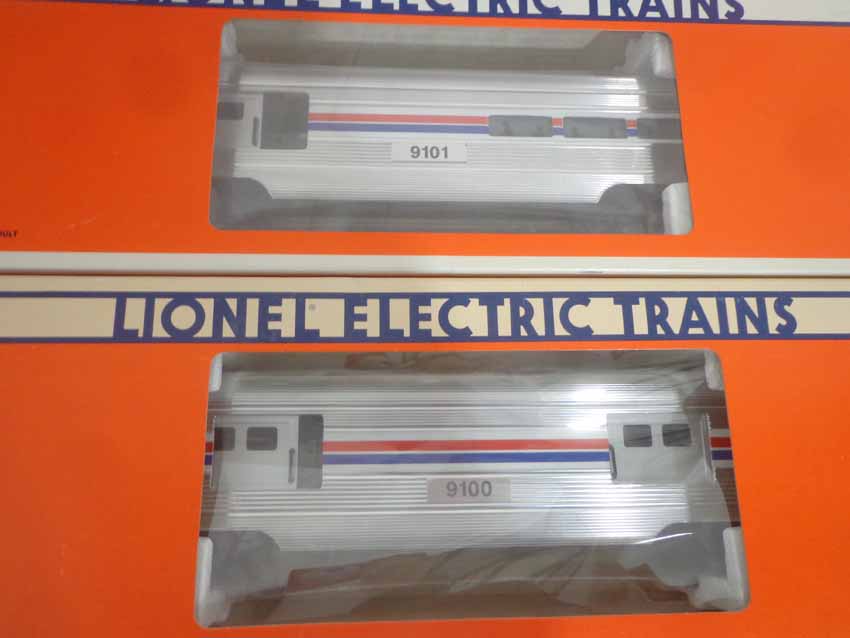 ELECTRIC TRAINS
9101
LIONEL® ELECTRIC TRAINS
9100